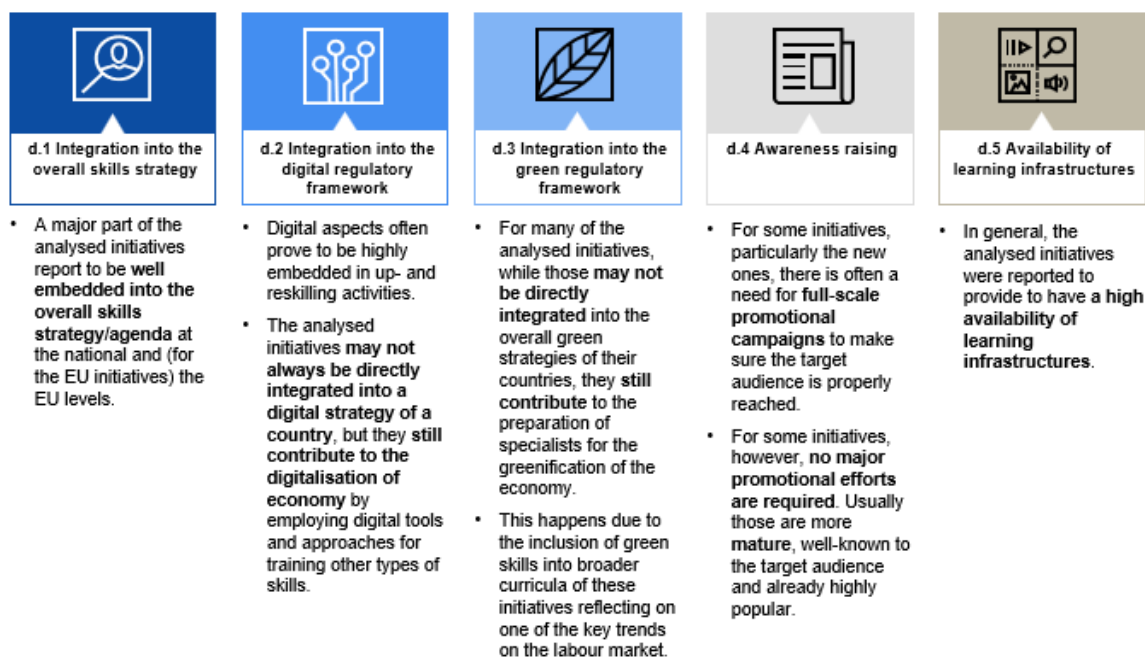 d.1 Integration into the
overall skills strategy
• A major part of the
analysed initiatives
report to be well
embedded into the
overall skills
strategy/agenda at
the national and (for
the EU initiatives) the
EU levels.
d.2 Integration into the
digital regulatory
framework
• Digital aspects often
prove to be highly
embedded in up- and
reskilling activities.
• The analysed
initiatives may not
always be directly
integrated into a
digital strategy of a
country, but they still
contribute to the
digitalisation of
economy by
employing digital tools
and approaches for
training other types of
skills.
d.3 Integration into the
green regulatory
framework
• For many of the
analysed initiatives,
while those may not
be directly
integrated into the
overall green
strategies of their
countries, they still
contribute to the
preparation of
specialists for the
greenification of the
economy.
• This happens due to
the inclusion of green
skills into broader
curricula of these
initiatives reflecting on
one of the key trends
on the labour market.
d.4 Awareness raising
• For some initiatives,
particularly the new
ones, there is often a
need for full-scale
promotional
campaigns to make
sure the target
audience is properly
reached.
• For some initiatives,
however, no major
promotional efforts
are required. Usually
those are more
mature, well-known to
the target audience
and already highly
popular.
d.5 Availability of
learning infrastructures
• In general, the
analysed initiatives
were reported to
provide to have a high
availability of
learning
infrastructures.